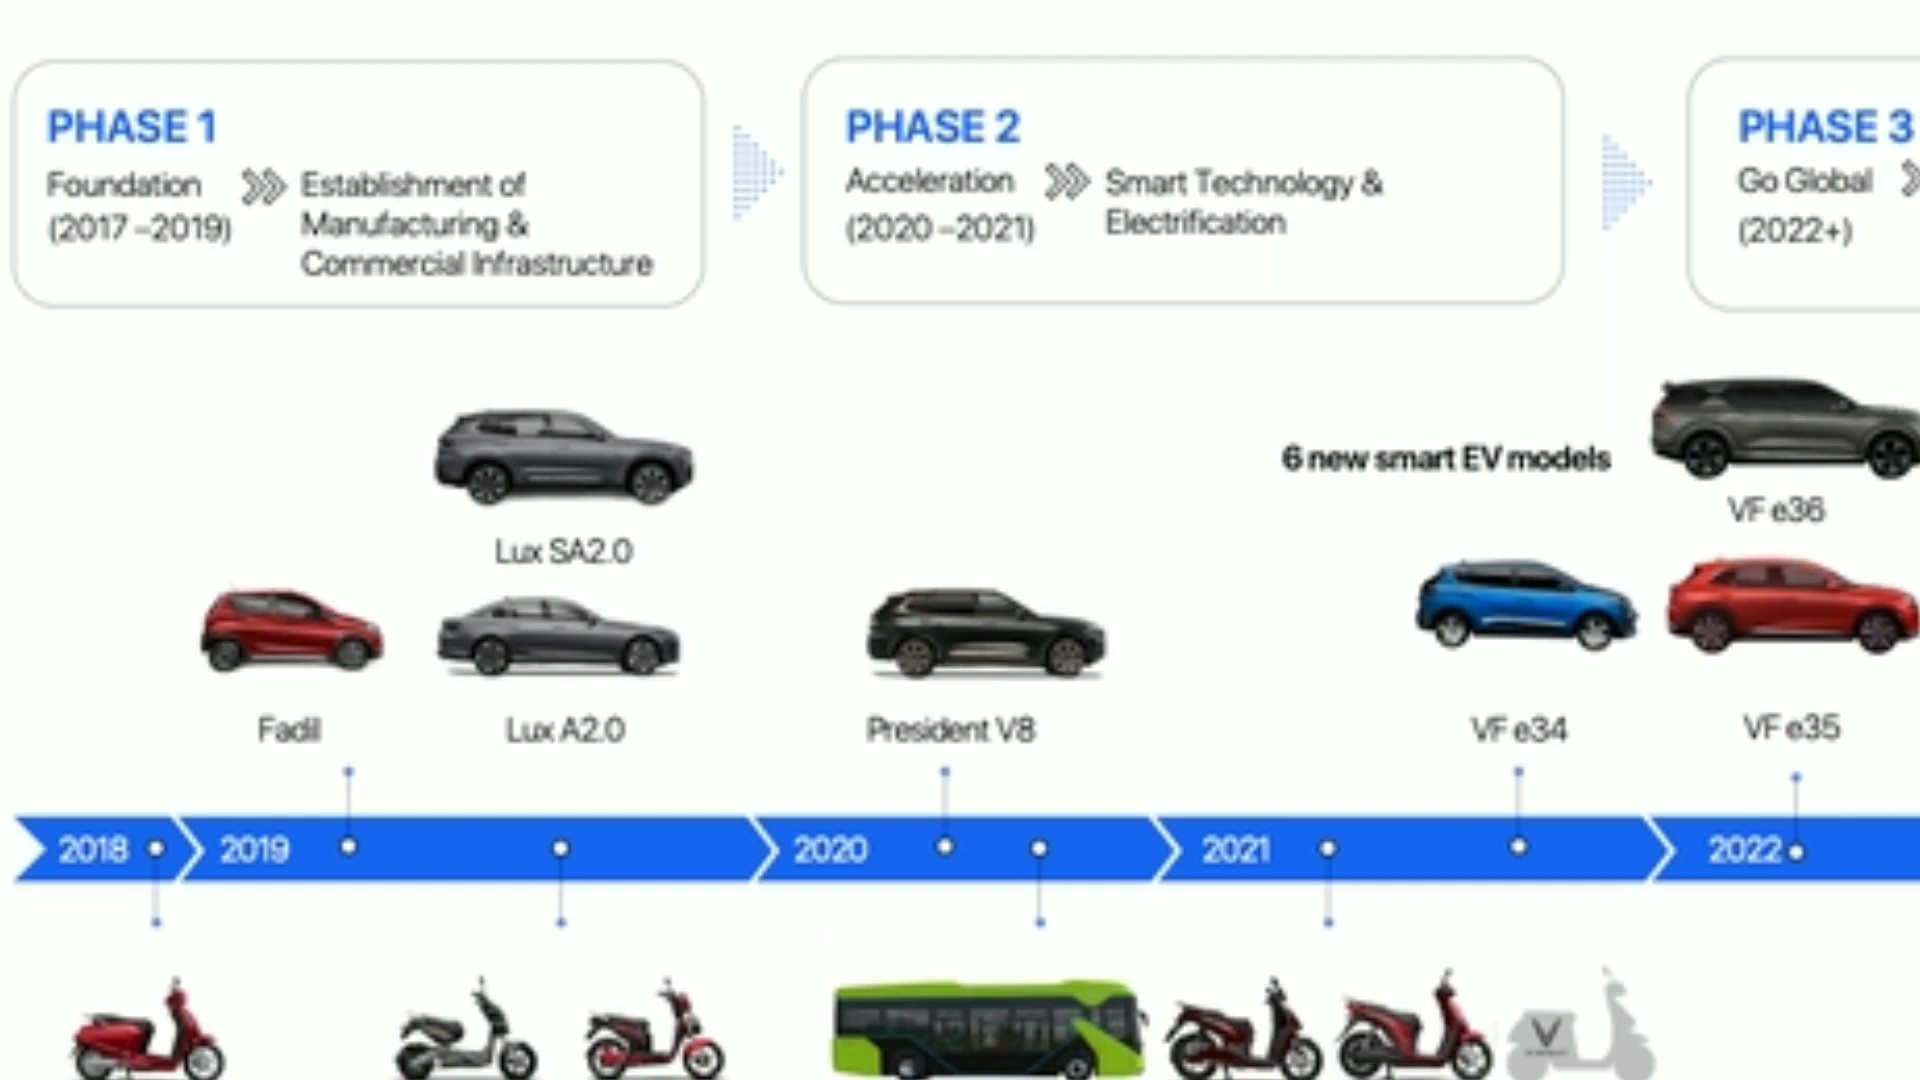 PHASE 1
Foundation
(2017 –2019)
Establishment of
Manufacturing &
Commercial Infrastructure
PHASE 2
Acceleration
(2020 –2021)
Smart Technology &
Electrification
PHASE 3
Go Global
(2022+)
6 new smart EV models
VF e36
Lux SA2.0
Fadil
Lux A2.0
President V8
VF e34
VF e35
2018
2019
2020
2021
2022